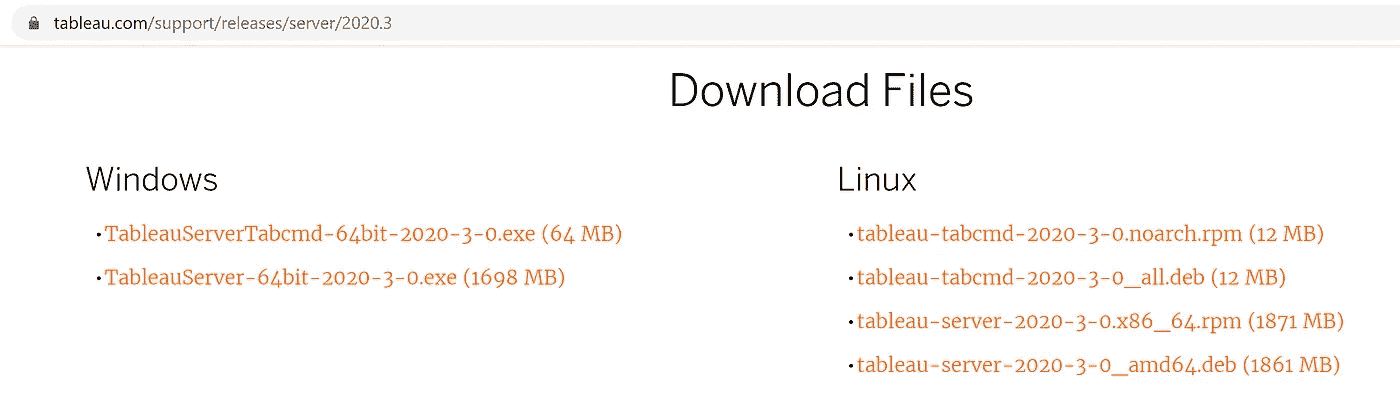 tableau.com/support/releases/server/2020.3
Download Files
Windows
•TableauServerTabcmd-64bit-2020-3-0.exe (64 MB)
•TableauServer-64bit-2020-3-0.exe (1698 MB)
Linux
•tableau-tabcmd-2020-3-0.noarch.rpm (12 MB)
•tableau-tabcmd-2020-3-0_all.deb (12 MB)
•tableau-server-2020-3-0.x86_64.rpm (1871 MB)
•tableau-server-2020-3-0_amd64.deb (1861 MB)